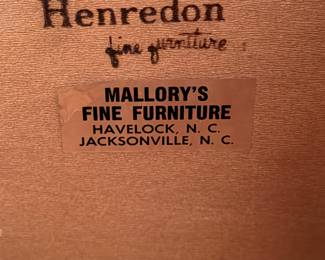 Henredon
fine furniture
MALLORY'S
FINE FURNITURE
HAVELOCK, N. C.
JACKSONVILLE, N. C.